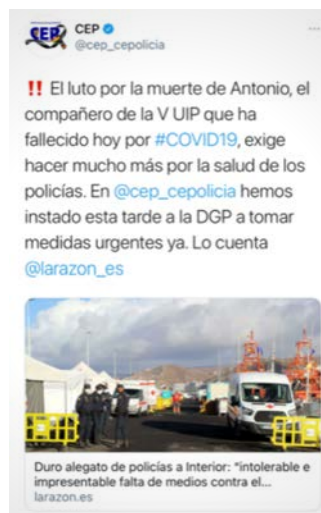 CEP
@cep_cepolicia
‼ El luto por la muerte de Antonio, el
compañero de la V UIP que ha
fallecido hoy por #COVID19, exige
hacer mucho más por la salud de los
policías. En @cep_cepolicia hemos
instado esta tarde a la DGP a tomar
medidas urgentes ya. Lo cuenta
@larazon_es
Duro alegato de policías a Interior: “intolerable e
impresentable falta de medios contra el...
larazon.es